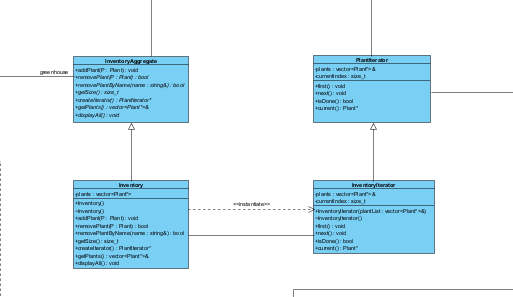 greenhouse
InventoryAggregate
+addPlant(P : Plant) : void
+removePlant(P : Plant) : bool
+removePlantByName(name : string&) : bool
+getSize() : size_t
+createIterator() : PlantIterator*
+getPlants() : vector<Plant*>&
+displayAll() : void
PlantIterator
-plants : vector<Plant*>&
-currentIndex : size_t
+first() : void
+next() : void
+isDone() : bool
+current() : Plant*
Inventory
-plants : vector<Plant*>
+Inventory()
~Inventory()
+addPlant(P : Plant) : void
+removePlant(P : Plant) : bool
+removePlantByName(name : string&) : bool
+getSize() : size_t
+createIterator() : PlantIterator*
+getPlants() : vector<Plant*>&
+displayAll() : void
<<instantiate>>
InventoryIterator
-plants : vector<Plant*>&
-currentIndex : size_t
+InventoryIterator(plantList : vector<Plant*>&)
~InventoryIterator()
+first() : void
+next() : void
+isDone() : bool
+current() : Plant*